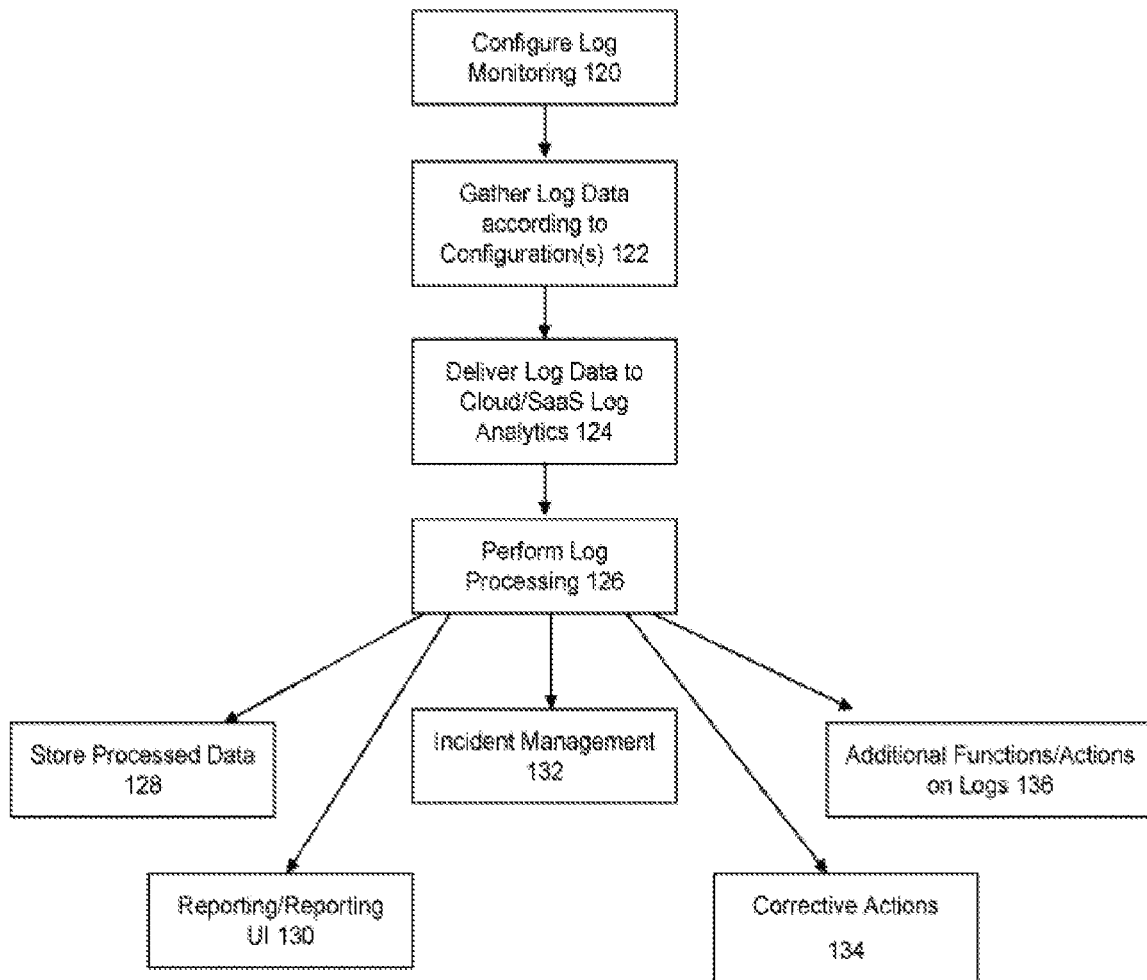 Configure Log
Monitoring 120
Gather Log Data
according to
Configuration(s) 122
Deliver Log Data to
Cloud/SaaS Log
Analytics 124
Perform Log
Processing 126
Store Processed Data
128
Incident Management
132
Additional Functions/Actions
on Logs 136
Reporting/Reporting
UI 130
Corrective Actions
134